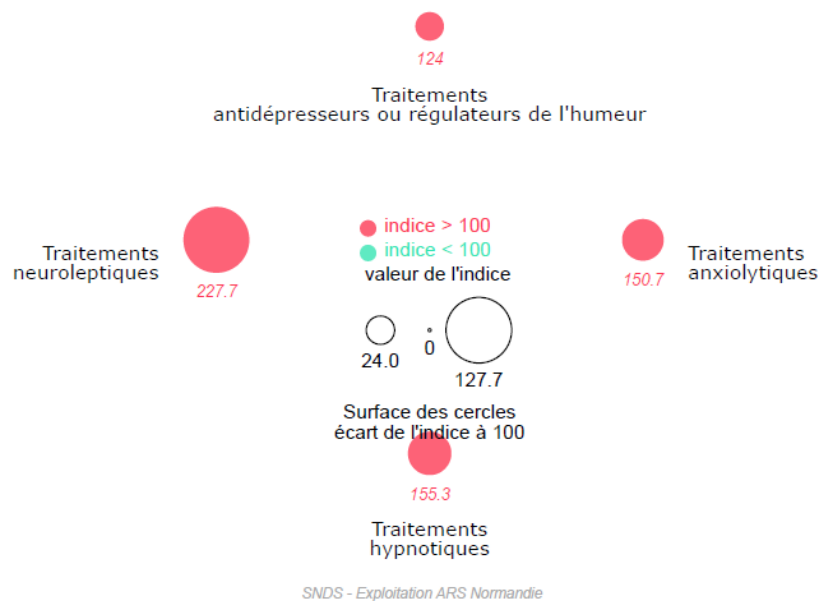 124
Traitements
antidépresseurs ou régulateurs de l'humeur
Traitements
neuroleptiques
227.7
indice > 100
indice < 100
valeur de l'indice
24.0
0
127.7
Surface des cercles
écart de l'indice à 100
150.7
Traitements
anxiolytiques
155.3
Traitements
hypnotiques
SNDS - Exploitation ARS Normandie